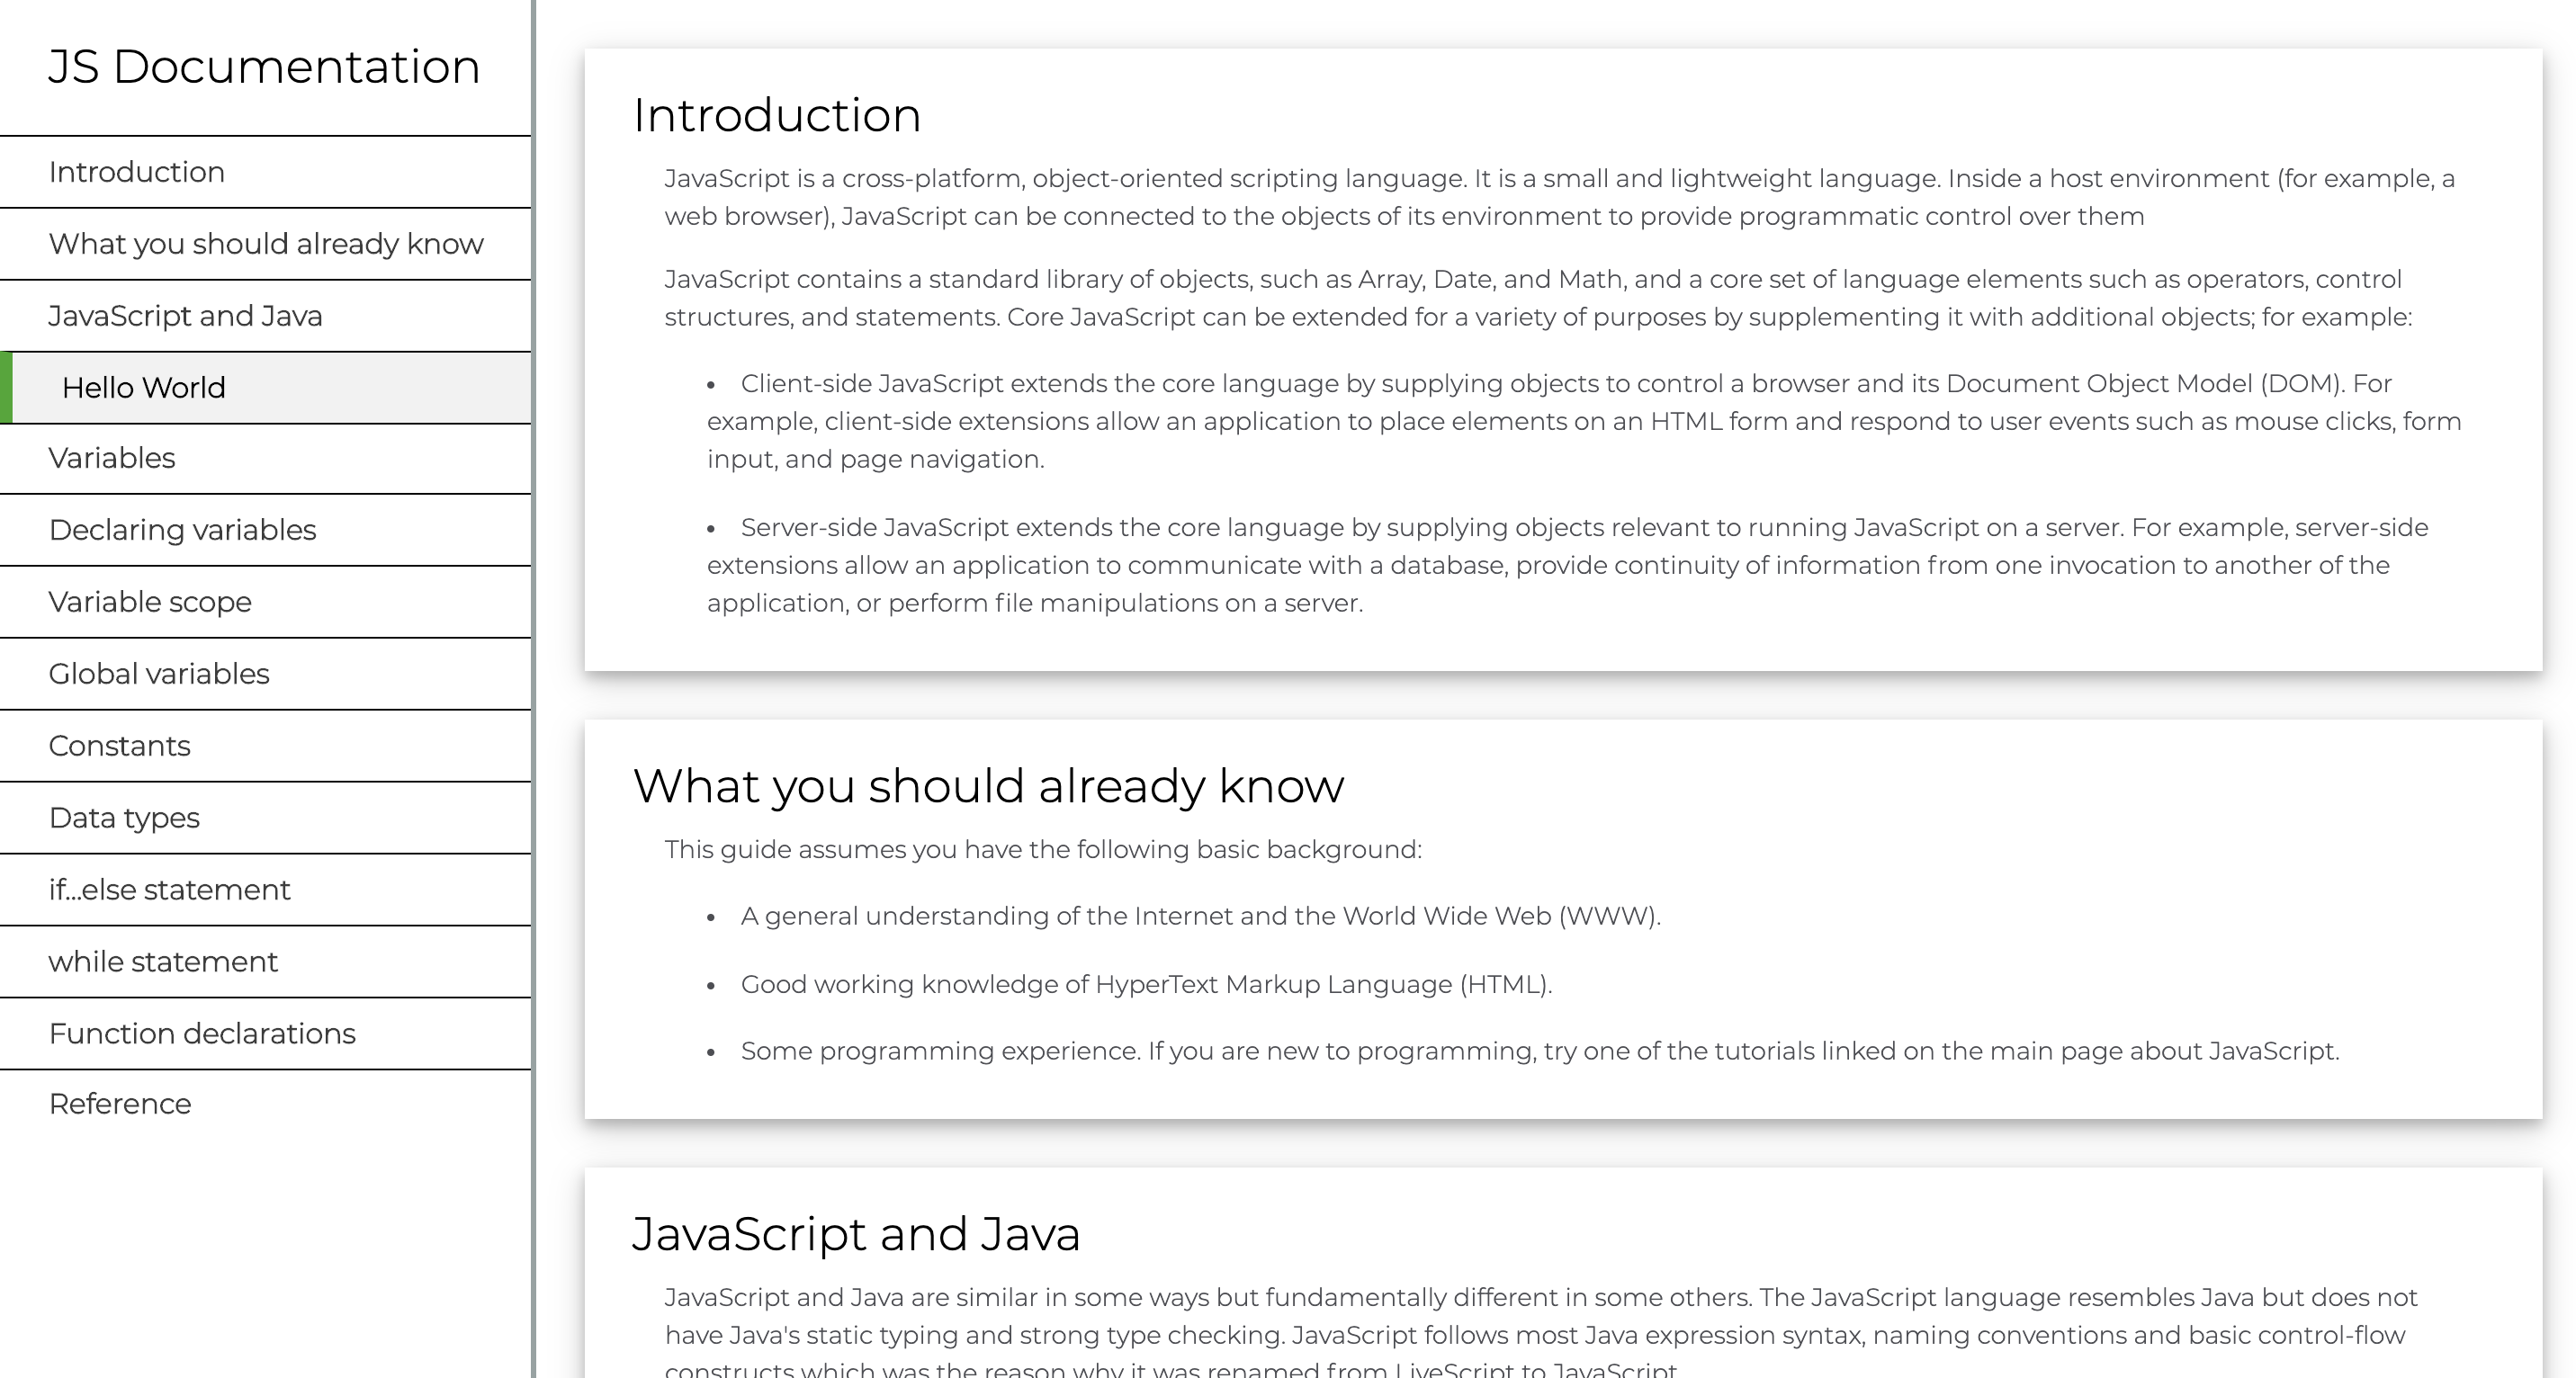 JS Documentation
Introduction
What you should already know
JavaScript and Java
Hello World
Variables
Declaring variables
Variable scope
Global variables
Constants
Data types
if...else statement
while statement
Function declarations
Reference
Introduction
JavaScript is a cross-platform, object-oriented scripting language. It is a small and lightweight language. Inside a host environment (for example, a
web browser), JavaScript can be connected to the objects of its environment to provide programmatic control over them
JavaScript contains a standard library of objects, such as Array, Date, and Math, and a core set of language elements such as operators, control
structures, and statements. Core JavaScript can be extended for a variety of purposes by supplementing it with additional objects; for example:
• Client-side JavaScript extends the core language by supplying objects to control a browser and its Document Object Model (DOM). For
example, client-side extensions allow an application to place elements on an HTML form and respond to user events such as mouse clicks, form
input, and page navigation.
• Server-side JavaScript extends the core language by supplying objects relevant to running JavaScript on a server. For example, server-side
extensions allow an application to communicate with a database, provide continuity of information from one invocation to another of the
application, or perform file manipulations on a server.
What you should already know
This guide assumes you have the following basic background:
• A general understanding of the Internet and the World Wide Web (WWW).
• Good working knowledge of HyperText Markup Language (HTML).
• Some programming experience. If you are new to programming, try one of the tutorials linked on the main page about JavaScript.
JavaScript and Java
JavaScript and Java are similar in some ways but fundamentally different in some others. The JavaScript language resembles Java but does not
have Java's static typing and strong type checking. JavaScript follows most Java expression syntax, naming conventions and basic control-flow
constructs which was the reason why it was renamed from LiveScript to JavaScript